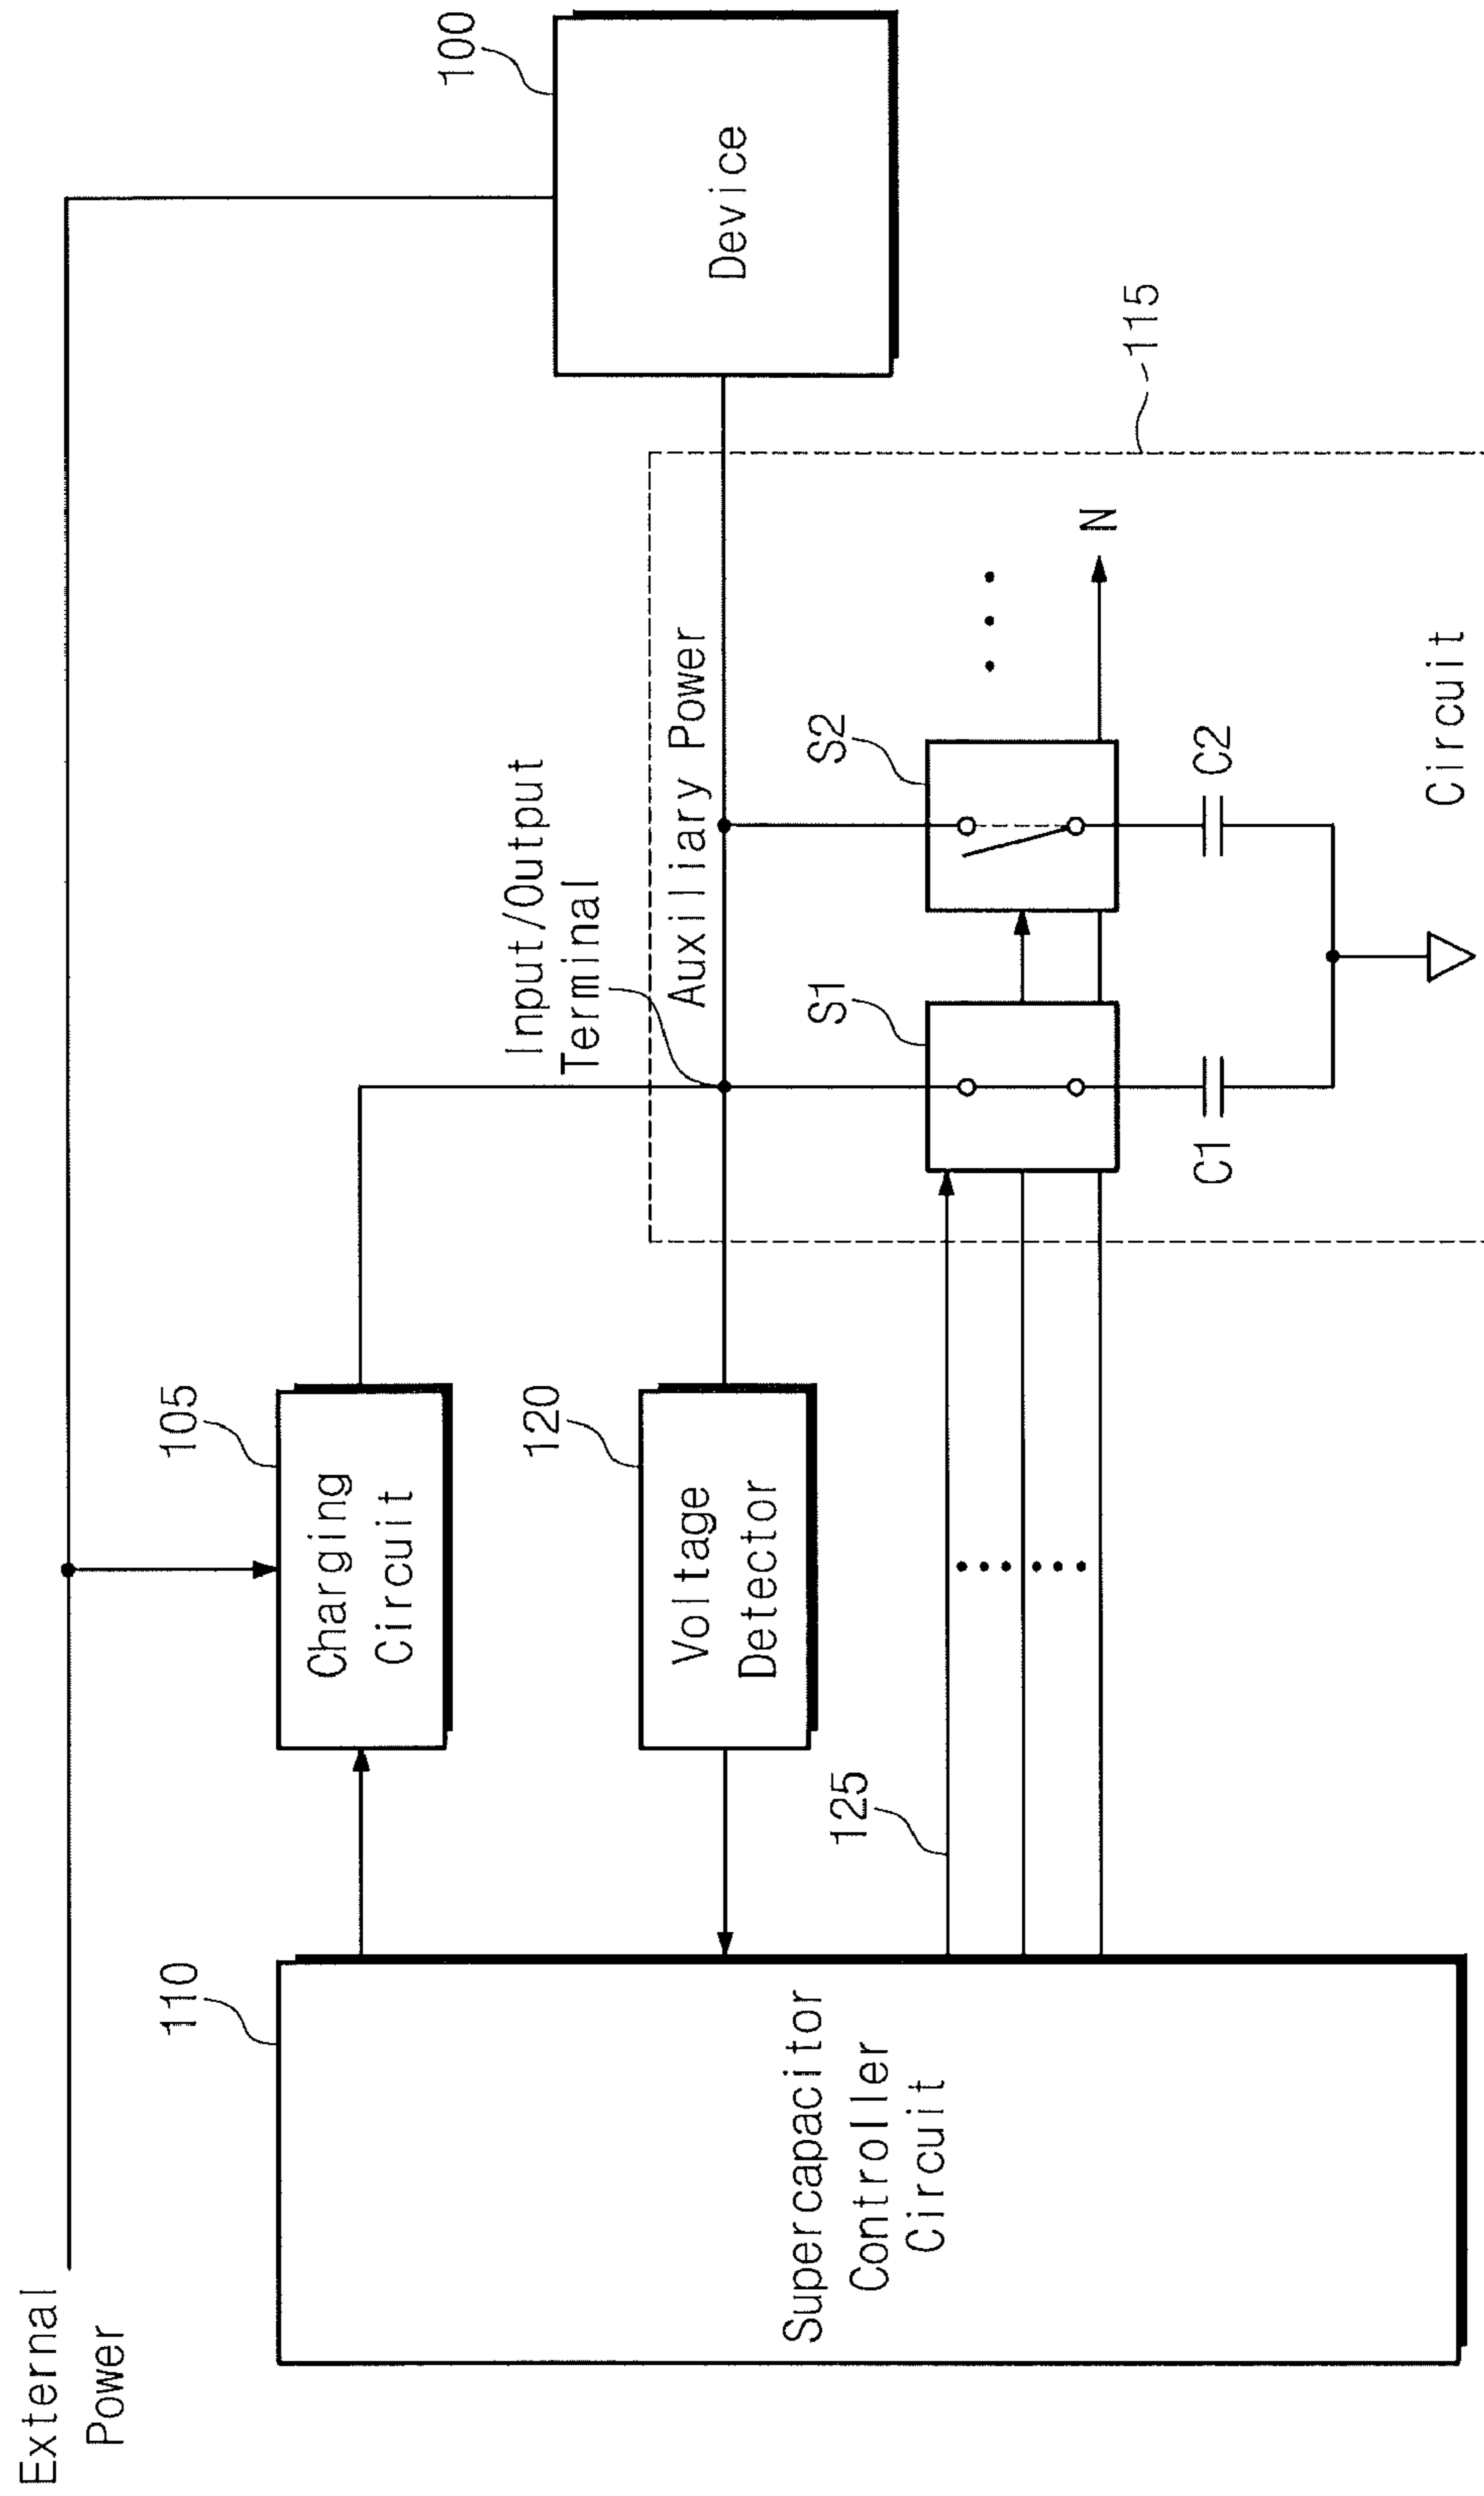 External
Power
100
Device
105
Charging
Circuit
110
Supercapacitor
Controller
Circuit
120
Voltage
Detector
125
Input/Output
Terminal
Auxiliary Power
115
S1
S2
N
C1
C2
Circuit